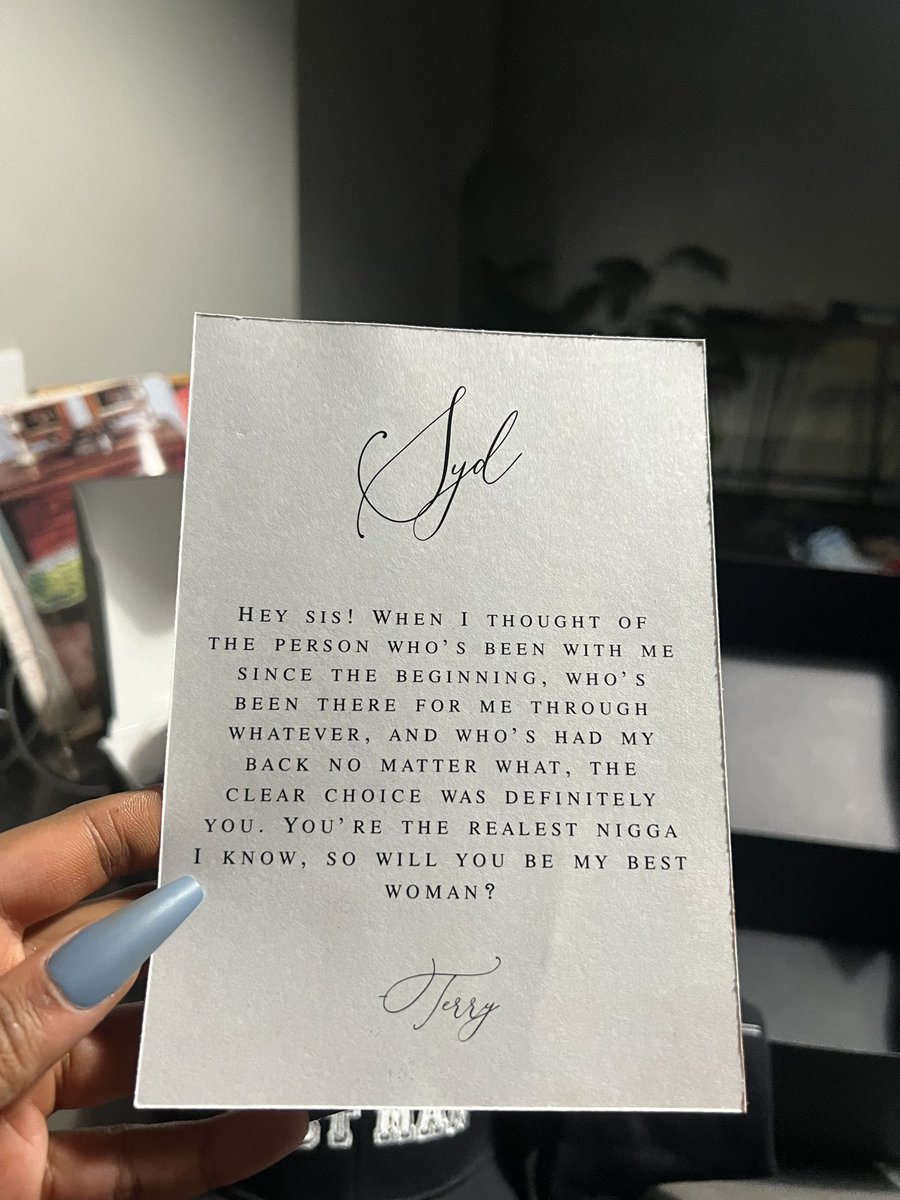 Syd
HEY SIS! WHEN I THOUGHT OF
THE PERSON WHO'S BEEN WITH ME
SINCE THE BEGINNING, WHO'S
BEEN THERE FOR ME THROUGH
WHATEVER, AND WHO'S HAD MY
BACK NO MATTER WHAT, THE
CLEAR CHOICE WAS DEFINITELY
YOU. YOU'RE THE REALEST NIGGA
I KNOW, SO WILL YOU BE MY BEST
WOMAN?
Terry